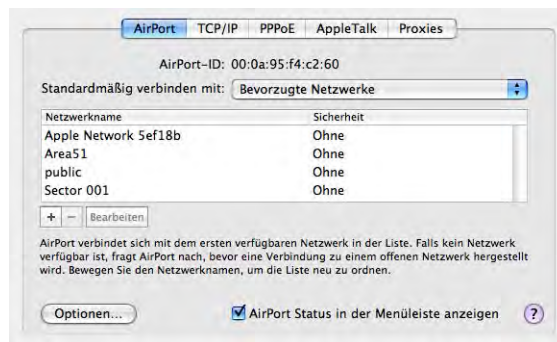 AirPort TCP/IP PPPoE AppleTalk Proxies
AirPort-ID: 00:0a:95:f4:c2:60
Standardmäßig verbinden mit: Bevorzugte Netzwerke
Netzwerkname Sicherheit
Apple Network 5ef18b Ohne
Area51 Ohne
public Ohne
Sector 001 Ohne
+ − Bearbeiten
AirPort verbindet sich mit dem ersten verfügbaren Netzwerk in der Liste. Falls kein Netzwerk
verfügbar ist, fragt AirPort nach, bevor eine Verbindung zu einem offenen Netzwerk hergestellt
wird. Bewegen Sie den Netzwerknamen, um die Liste neu zu ordnen.
Optionen... AirPort Status in der Menüleiste anzeigen ?